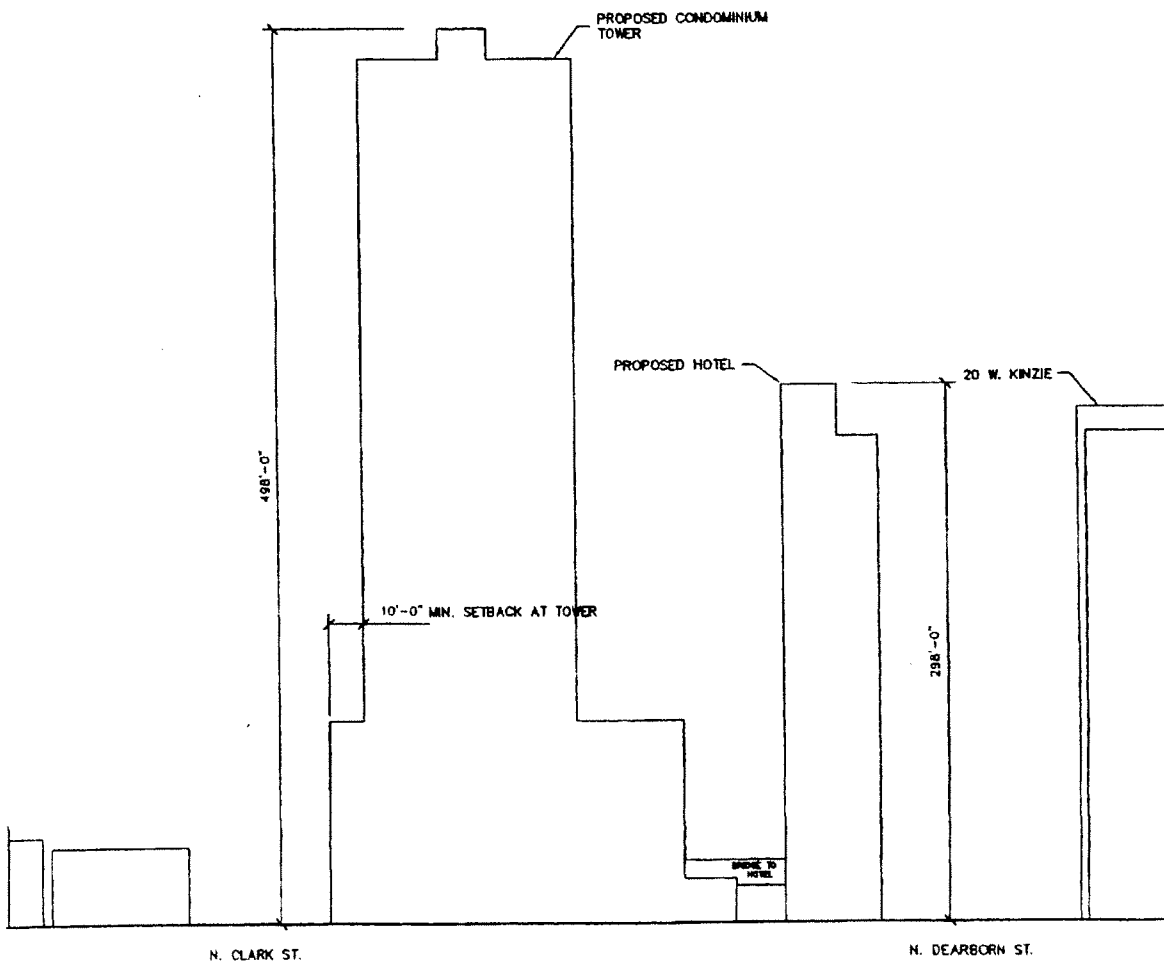 PROPOSED CONDOMINIUM
TOWER
PROPOSED HOTEL
20 W. KINZIE
498'-0"
10'-0" MIN. SETBACK AT TOWER
298'-0"
BRIDGE TO
HOTEL
N. CLARK ST.
N. DEARBORN ST.